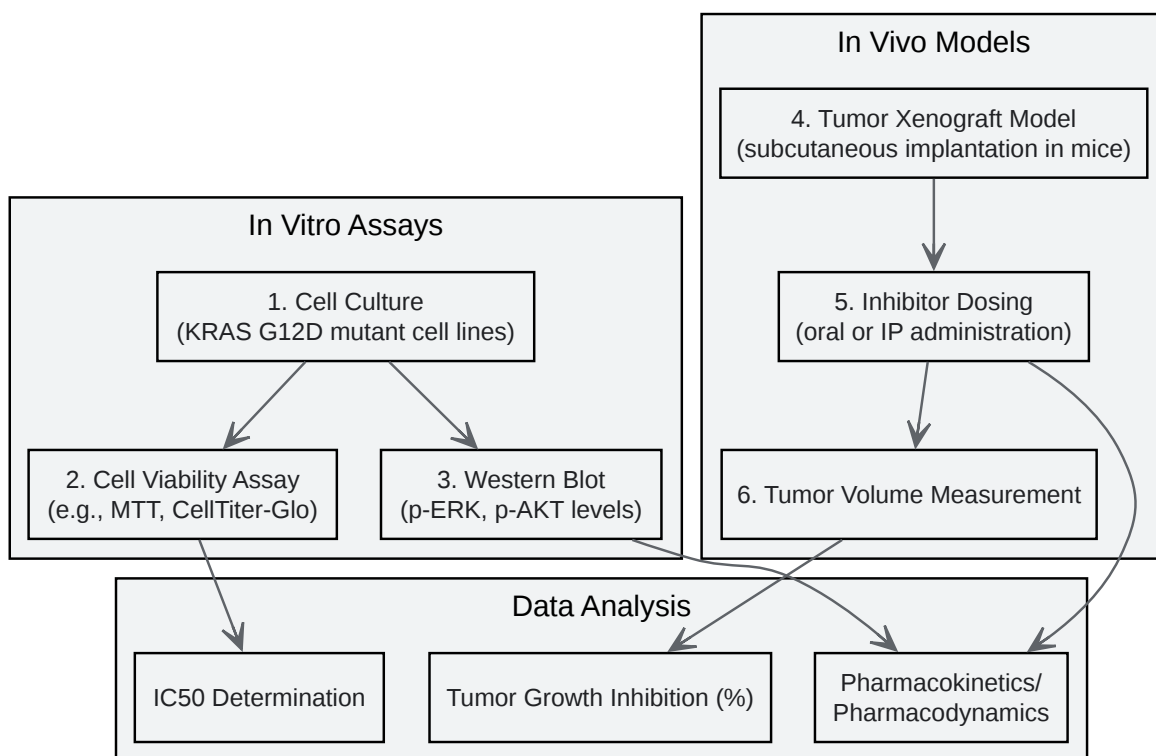 In Vivo Models
4. Tumor Xenograft Model
(subcutaneous implantation in mice)
In Vitro Assays
1. Cell Culture
(KRAS G12D mutant cell lines)
5. Inhibitor Dosing
(oral or IP administration)
2. Cell Viability Assay
(e.g., MTT, CellTiter-Glo)
3. Western Blot
(p-ERK, p-AKT levels)
6. Tumor Volume Measurement
Data Analysis
IC50 Determination
Tumor Growth Inhibition (%)
Pharmacokinetics/
Pharmacodynamics